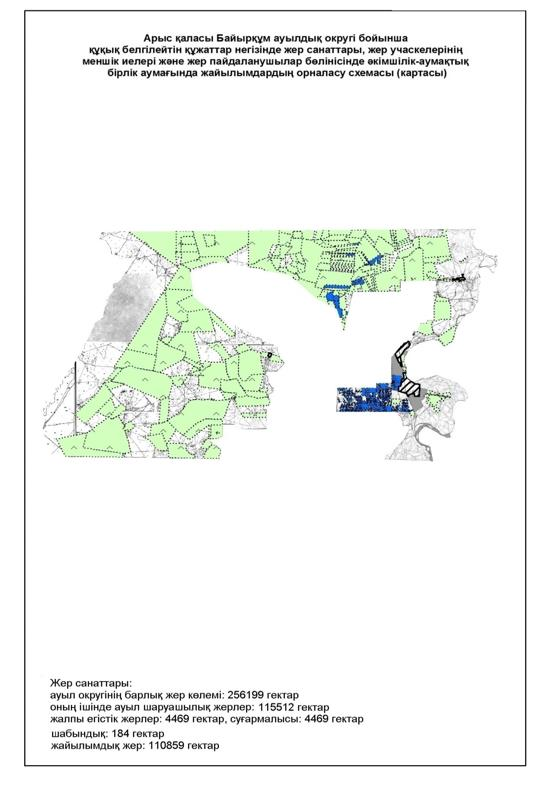 Арыс қаласы Байырқұм ауылдық округі бойынша
құқық белгілейтін құжаттар негізінде жер санаттары, жер учаскелерінің
меншік иелері және жер пайдаланушылар бөлінісінде әкімшілік-аумақтық
бірлік аумағында жайылымдардың орналасу схемасы (картасы)
Жер санаттары:
ауыл округінің барлық жер көлемі: 256199 гектар
оның ішінде ауыл шаруашылық жерлер: 115512 гектар
жалпы егістік жерлер: 4469 гектар, суғармалысы: 4469 гектар
шабындық: 184 гектар
жайылымдық жер: 110859 гектар